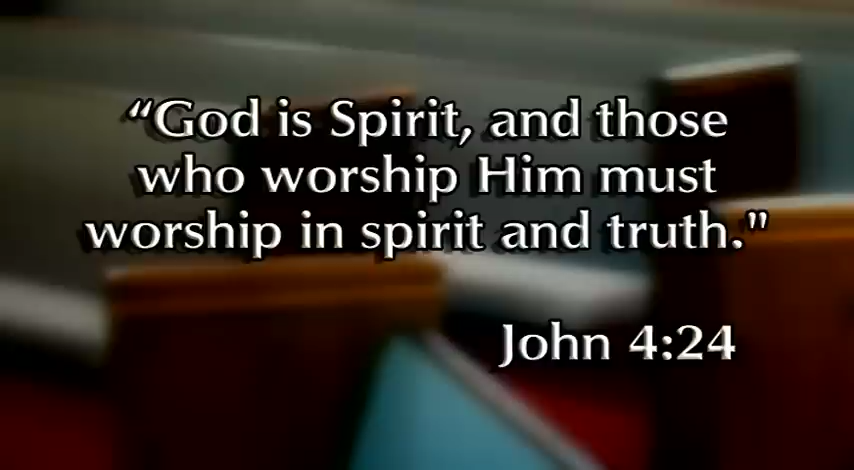 “God is Spirit, and those
who worship Him must
worship in spirit and truth."
John 4:24